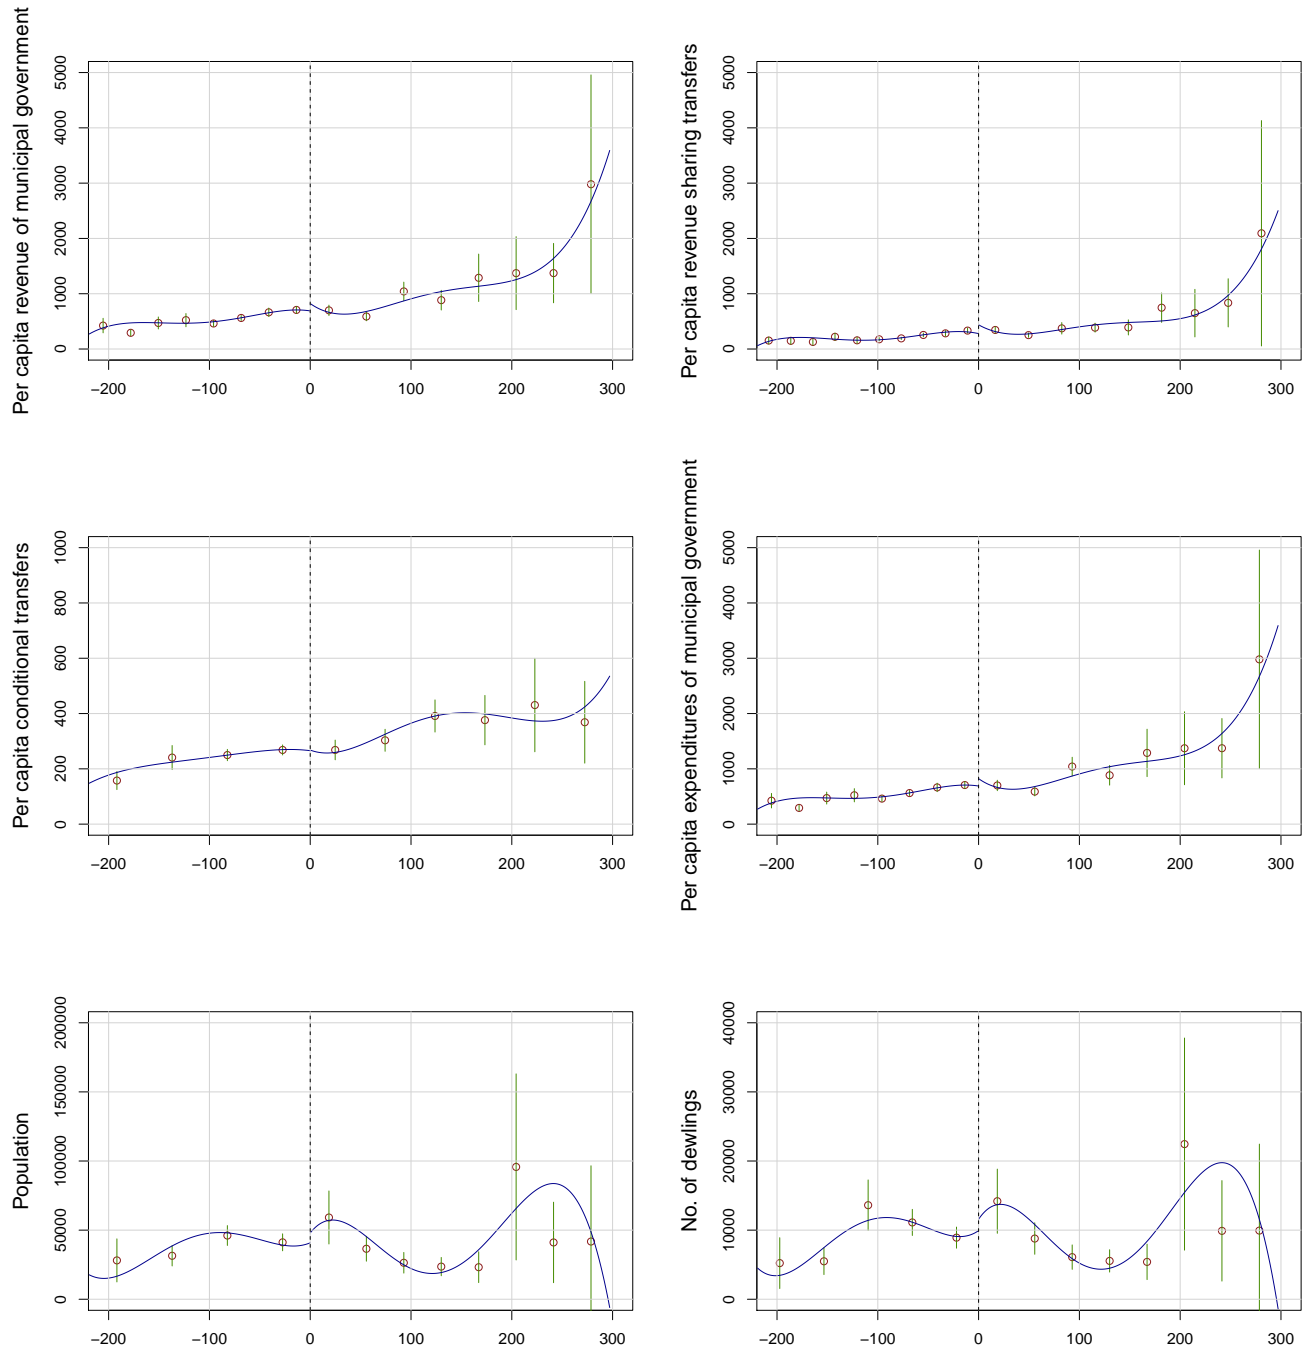 Per capita revenue of municipal government
5000
4000
3000
2000
1000
0
−200 −100 0 100 200 300
Per capita revenue sharing transfers
5000
4000
3000
2000
1000
0
−200 −100 0 100 200 300
Per capita conditional transfers
1000
800
600
400
200
0
−200 −100 0 100 200 300
Per capita expenditures of municipal government
5000
4000
3000
2000
1000
0
−200 −100 0 100 200 300
Population
200000
150000
100000
50000
0
−200 −100 0 100 200 300
No. of dewlings
40000
30000
20000
10000
0
−200 −100 0 100 200 300